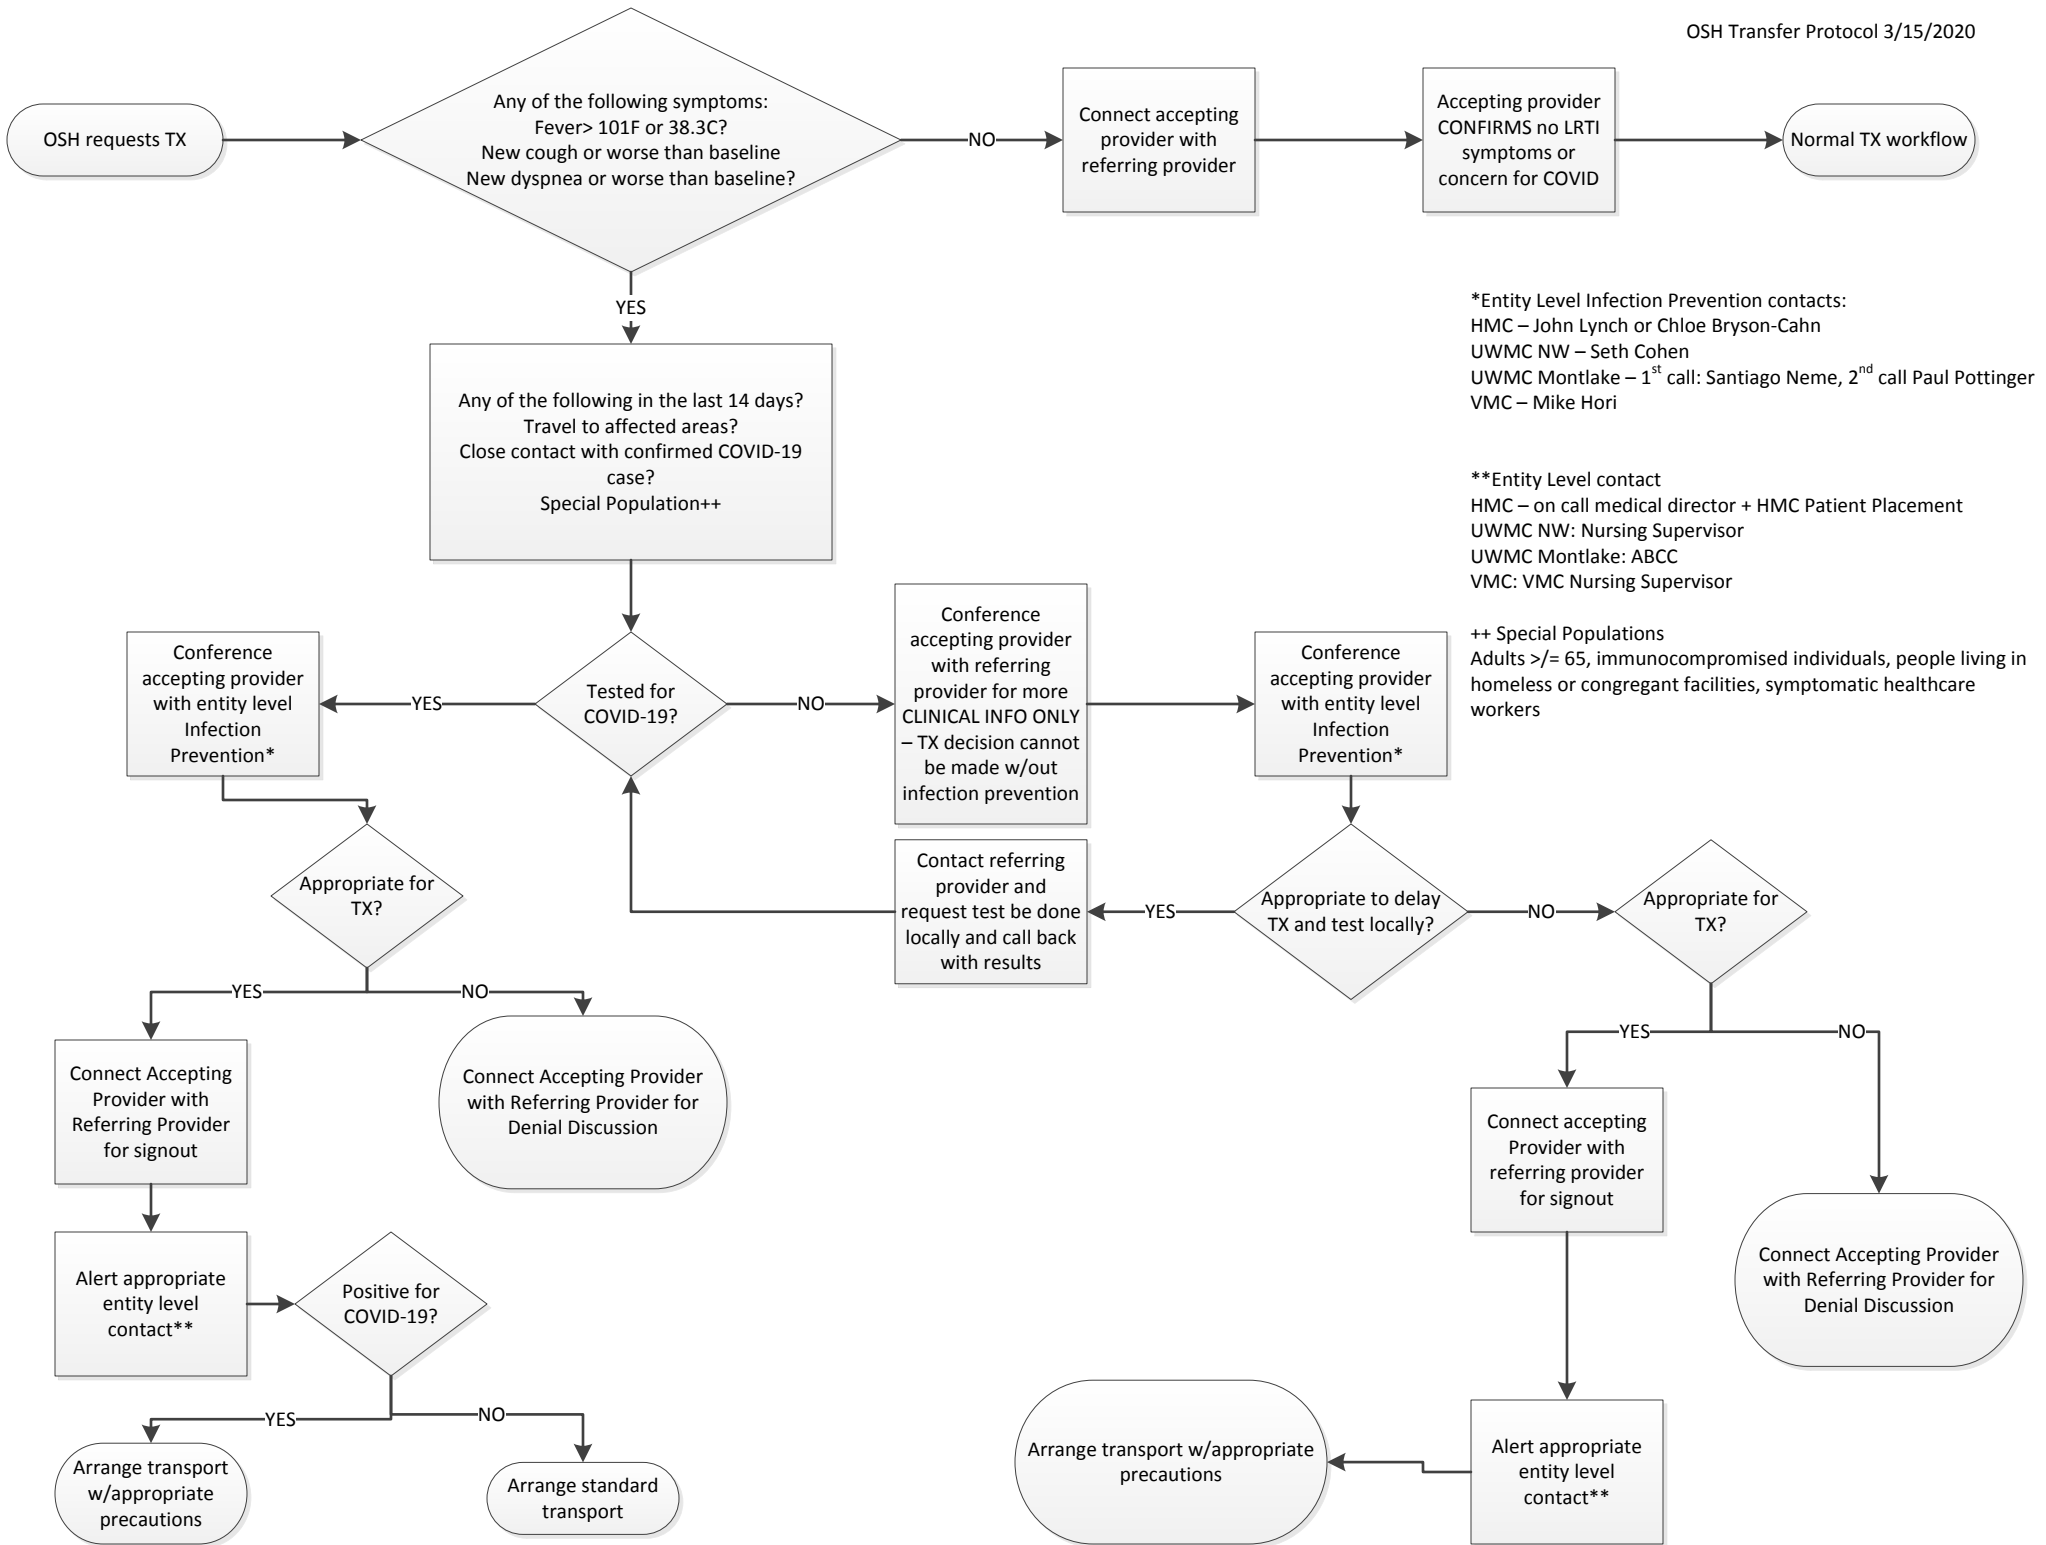 OSH Transfer Protocol 3/15/2020
OSH requests TX
Any of the following symptoms:
Fever> 101F or 38.3C?
New cough or worse than baseline
New dyspnea or worse than baseline?
NO
Connect accepting
provider with
referring provider
Accepting provider
CONFIRMS no LRTI
symptoms or
concern for COVID
Normal TX workflow
YES
Any of the following in the last 14 days?
Travel to affected areas?
Close contact with confirmed COVID-19
case?
Special Population++
*Entity Level Infection Prevention contacts:
HMC – John Lynch or Chloe Bryson-Cahn
UWMC NW – Seth Cohen
UWMC Montlake – 1st call: Santiago Neme, 2nd call Paul Pottinger
VMC – Mike Hori
**Entity Level contact
HMC – on call medical director + HMC Patient Placement
UWMC NW: Nursing Supervisor
UWMC Montlake: ABCC
VMC: VMC Nursing Supervisor
++ Special Populations
Adults >/= 65, immunocompromised individuals, people living in
homeless or congregant facilities, symptomatic healthcare
workers
Tested for
COVID-19?
YES
Conference
accepting provider
with entity level
Infection
Prevention*
NO
Conference
accepting provider
with referring
provider for more
CLINICAL INFO ONLY
– TX decision cannot
be made w/out
infection prevention
Conference
accepting provider
with entity level
Infection
Prevention*
Appropriate to delay
TX and test locally?
YES
Contact referring
provider and
request test be done
locally and call back
with results
NO
Appropriate for
TX?
Appropriate for
TX?
YES
NO
Connect Accepting
Provider with
Referring Provider
for signout
Connect Accepting Provider
with Referring Provider for
Denial Discussion
YES
NO
Connect accepting
Provider with
referring provider
for signout
Connect Accepting Provider
with Referring Provider for
Denial Discussion
Alert appropriate
entity level
contact**
Positive for
COVID-19?
YES
NO
Arrange transport
w/appropriate
precautions
Arrange standard
transport
Arrange transport w/appropriate
precautions
Alert appropriate
entity level
contact**